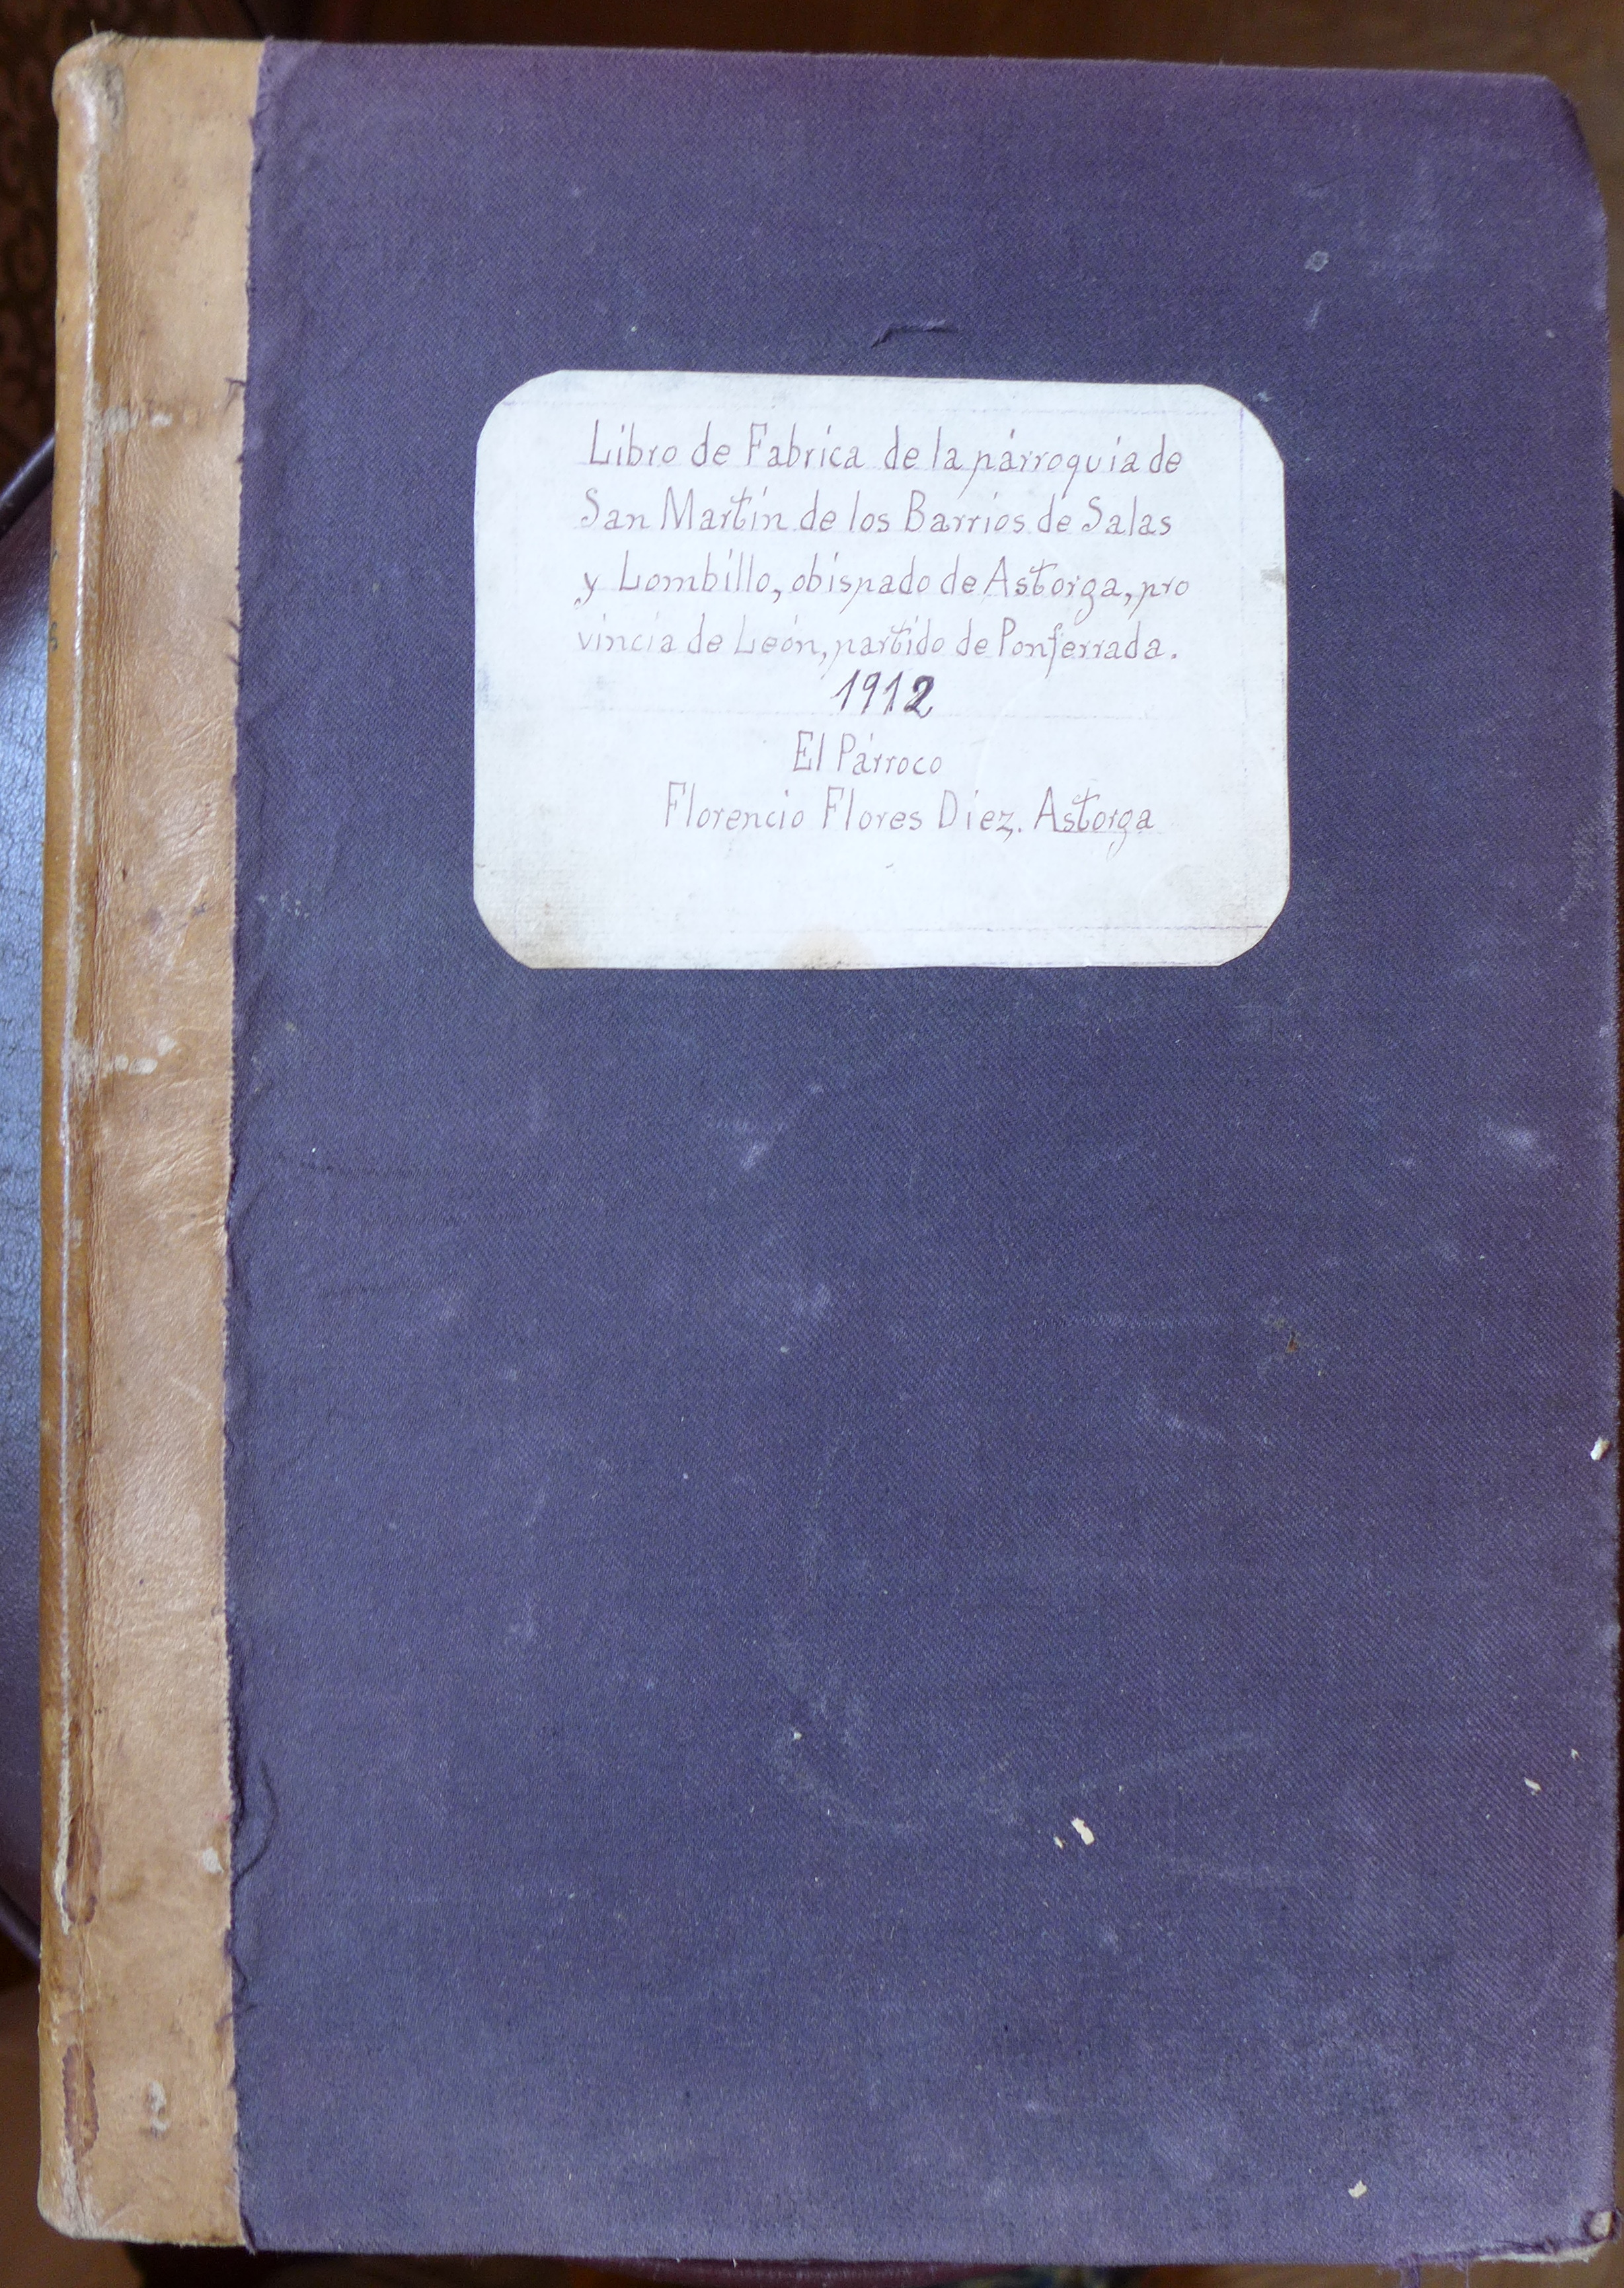 Libro de Fabrica de la párroquia de
San Martin de los Barrios de Salas
y Lombillo, obispado de Astorga, pro
vincia de León, partido de Ponferrada.
1912
El Párroco
Florencio Flores Diez. Astorga